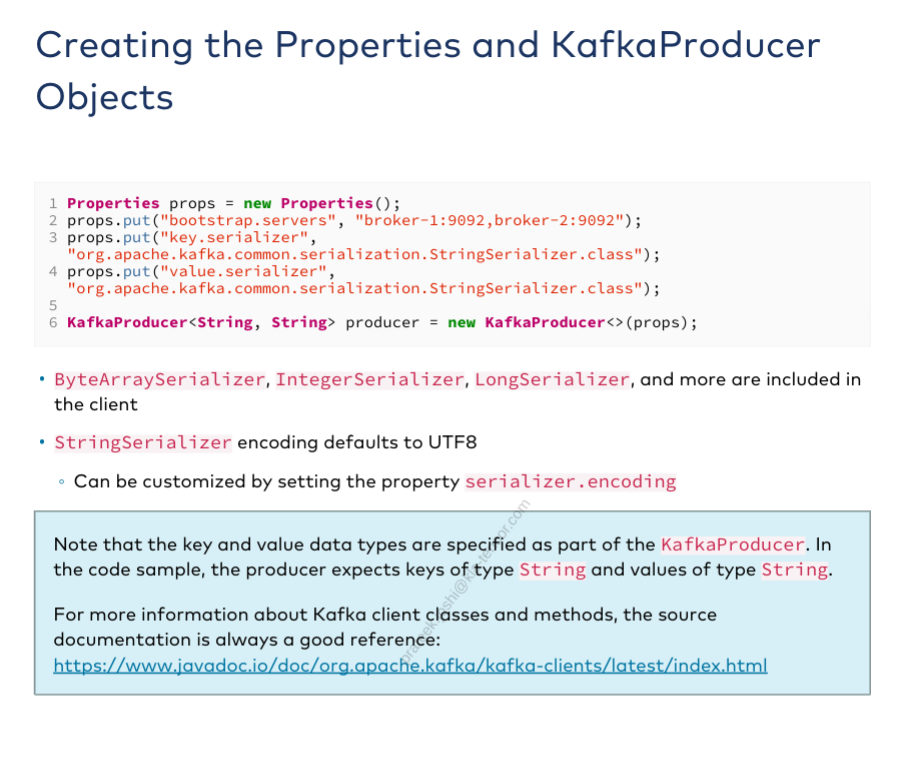 Creating the Properties and KafkaProducer
Objects
1 Properties props = new Properties();
2 props.put("bootstrap.servers", "broker-1:9092,broker-2:9092");
3 props.put("key.serializer",
"org.apache.kafka.common.serialization.StringSerializer.class");
4 props.put("value.serializer",
"org.apache.kafka.common.serialization.StringSerializer.class");
5
6 KafkaProducer<String, String> producer = new KafkaProducer<>(props);
• ByteArraySerializer, IntegerSerializer, LongSerializer, and more are included in
the client
• StringSerializer encoding defaults to UTF8
◦ Can be customized by setting the property serializer.encoding
Note that the key and value data types are specified as part of the KafkaProducer. In
the code sample, the producer expects keys of type String and values of type String.
For more information about Kafka client classes and methods, the source
documentation is always a good reference:
https://www.javadoc.io/doc/org.apache.kafka/kafka-clients/latest/index.html